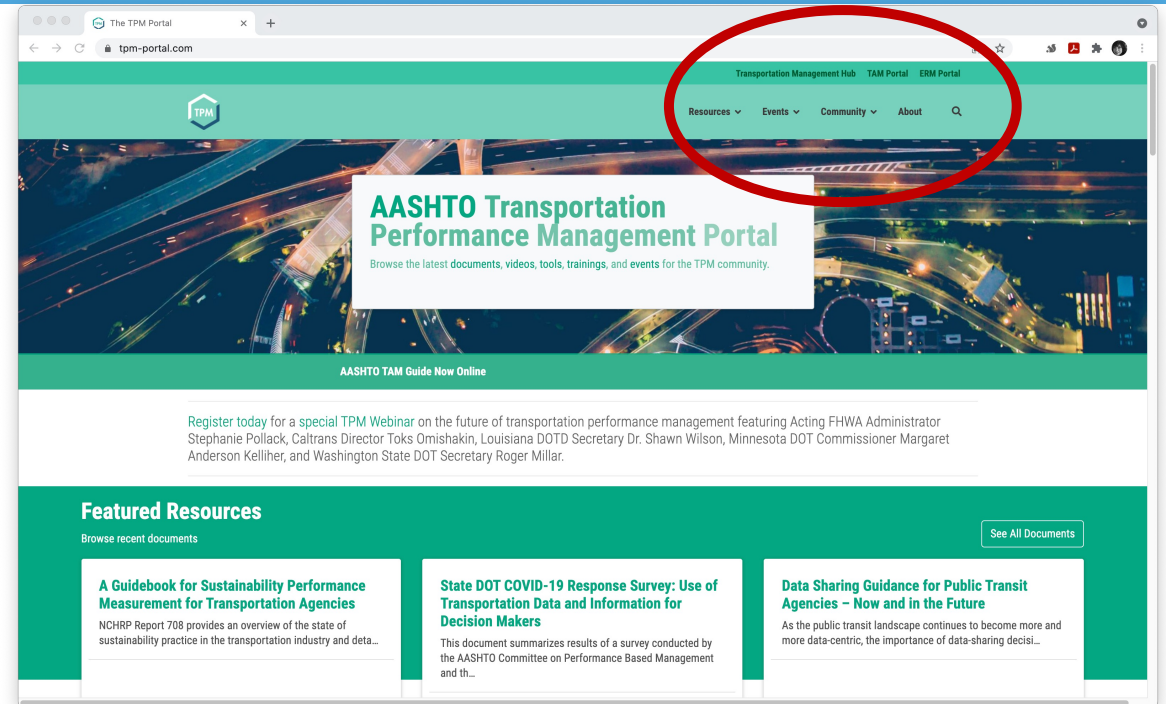 The TPM Portal
tpm-portal.com
Transportation Management Hub TAM Portal ERM Portal
TPM
Resources Events Community About
AASHTO Transportation
Performance Management Portal
Browse the latest documents, videos, tools, trainings, and events for the TPM community.
AASHTO TAM Guide Now Online
Register today for a special TPM Webinar on the future of transportation performance management featuring Acting FHWA Administrator
Stephanie Pollack, Caltrans Director Toks Omishakin, Louisiana DOTD Secretary Dr. Shawn Wilson, Minnesota DOT Commissioner Margaret
Anderson Kelliher, and Washington State DOT Secretary Roger Millar.
Featured Resources
Browse recent documents
See All Documents
A Guidebook for Sustainability Performance
Measurement for Transportation Agencies
NCHRP Report 708 provides an overview of the state of
sustainability practice in the transportation industry and deta…
State DOT COVID-19 Response Survey: Use of
Transportation Data and Information for
Decision Makers
This document summarizes results of a survey conducted by
the AASHTO Committee on Performance Based Management
and th…
Data Sharing Guidance for Public Transit
Agencies – Now and in the Future
As the public transit landscape continues to become more and
more data-centric, the importance of data-sharing decisi…